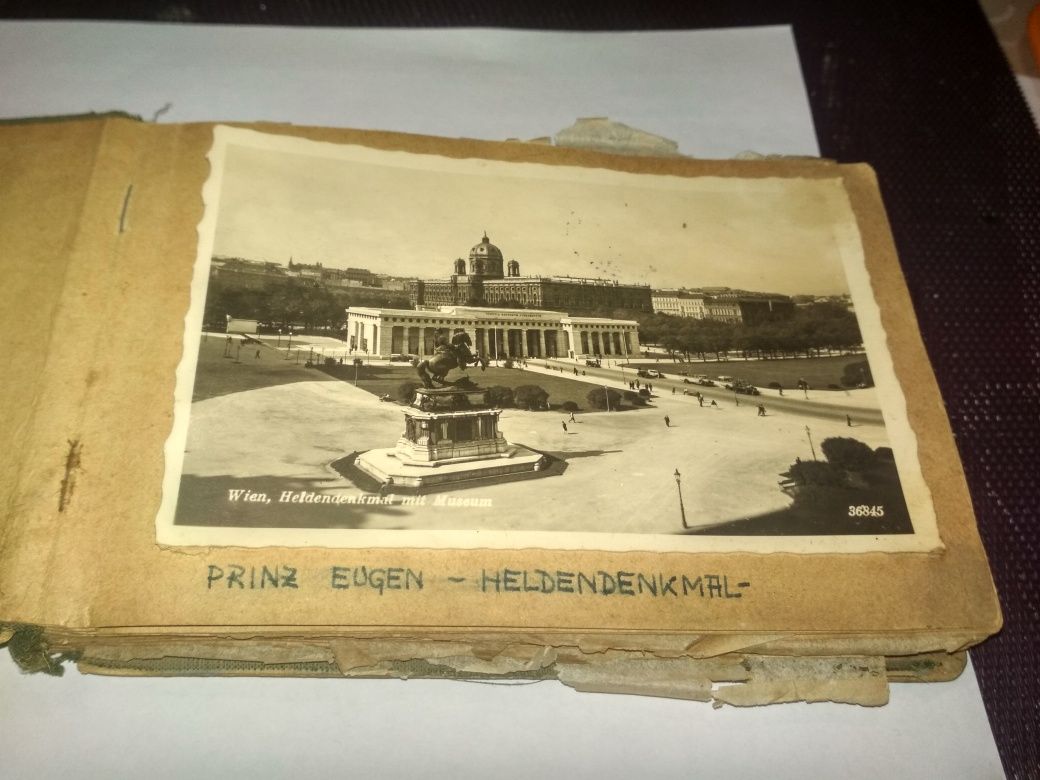 Wien, Heldendenkmal mit Museum
36845
PRINZ EUGEN - HELDENDENKMAL-